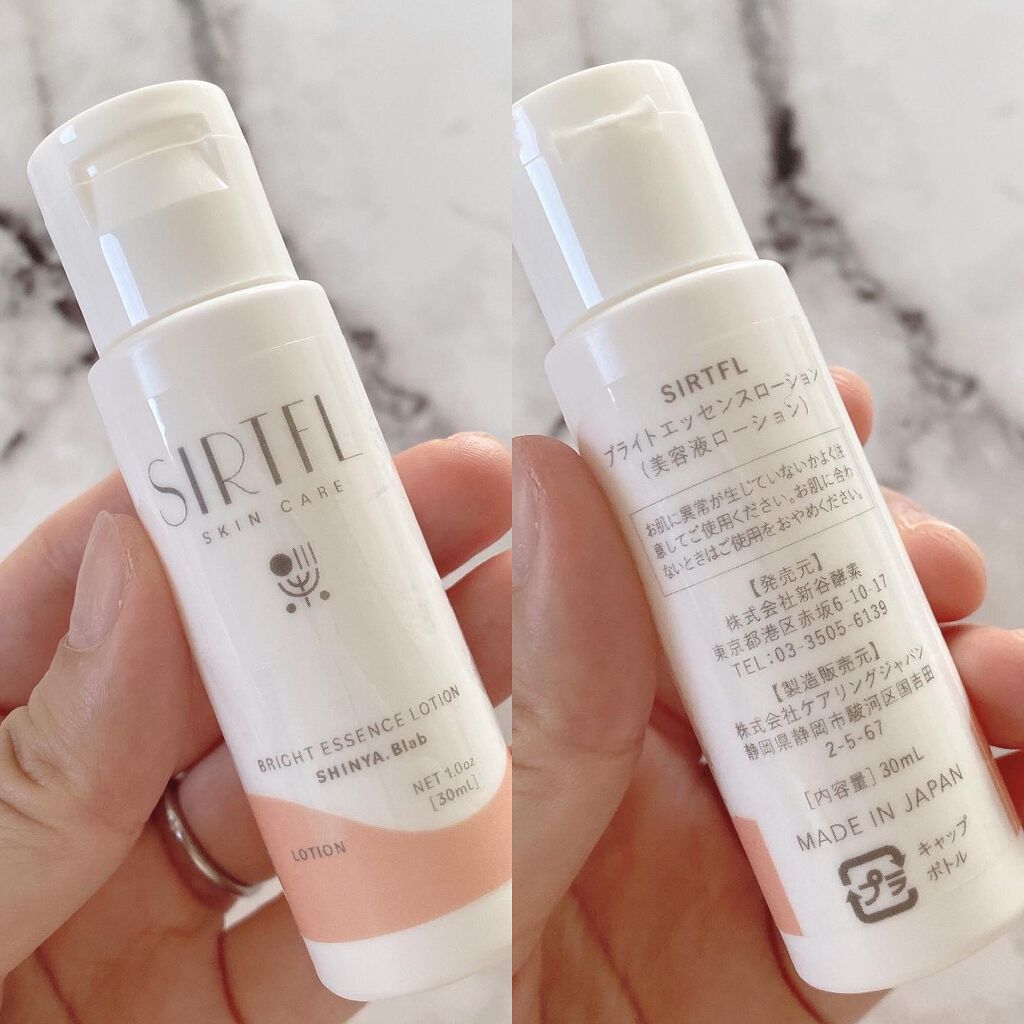 SIRTFL
SKIN CARE
BRIGHT ESSENCE LOTION
SHINYA.Blab
NET 1.0oz
[30mL]
LOTION
SIRTFL
ブライトエッセンスローション
(美容液ローション)
お肌に異常が生じていないかよく注
意してご使用ください。お肌に合わ
ないときはご使用をおやめください。
【発売元】
株式会社新谷酵素
東京都港区赤坂6-10-17
TEL:03-3505-6139
【製造販売元】
株式会社ケアリングジャパン
静岡県静岡市駿河区国吉田
2-5-67
[内容量]30mL
MADE IN JAPAN
プラ
キャップ
ボトル